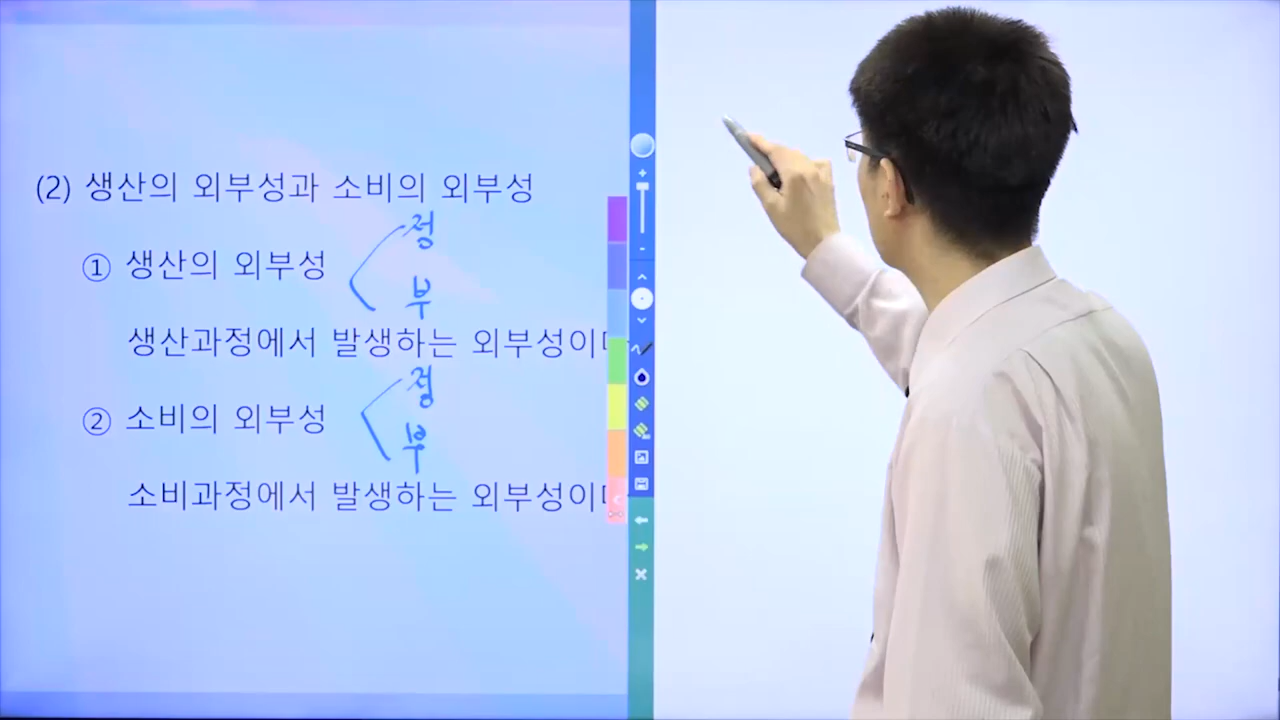 (2) 생산의 외부성과 소비의 외부성
정
① 생산의 외부성
부
생산과정에서 발생하는 외부성이
정
② 소비의 외부성
부
소비과정에서 발생하는 외부성이